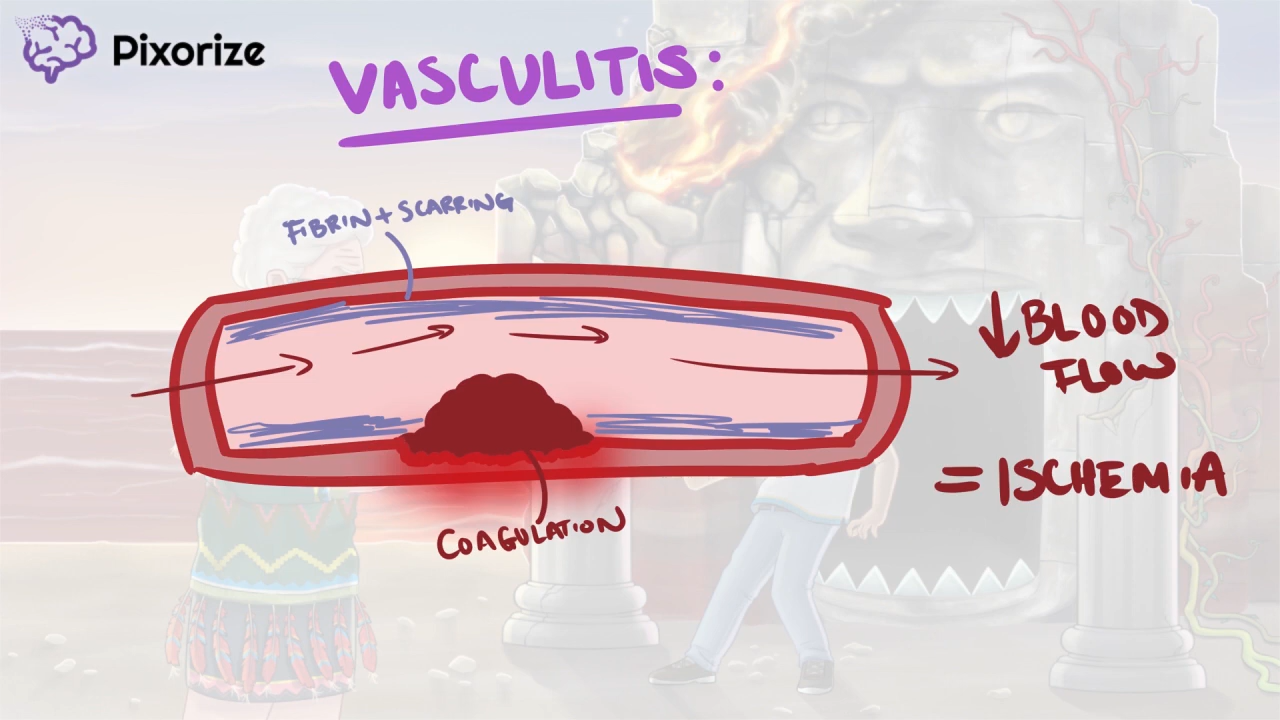 Pixorize
VASCULITIS:
FIBRIN + SCARRING
↓ BLOOD
FLOW
= ISCHEMIA
COAGULATION